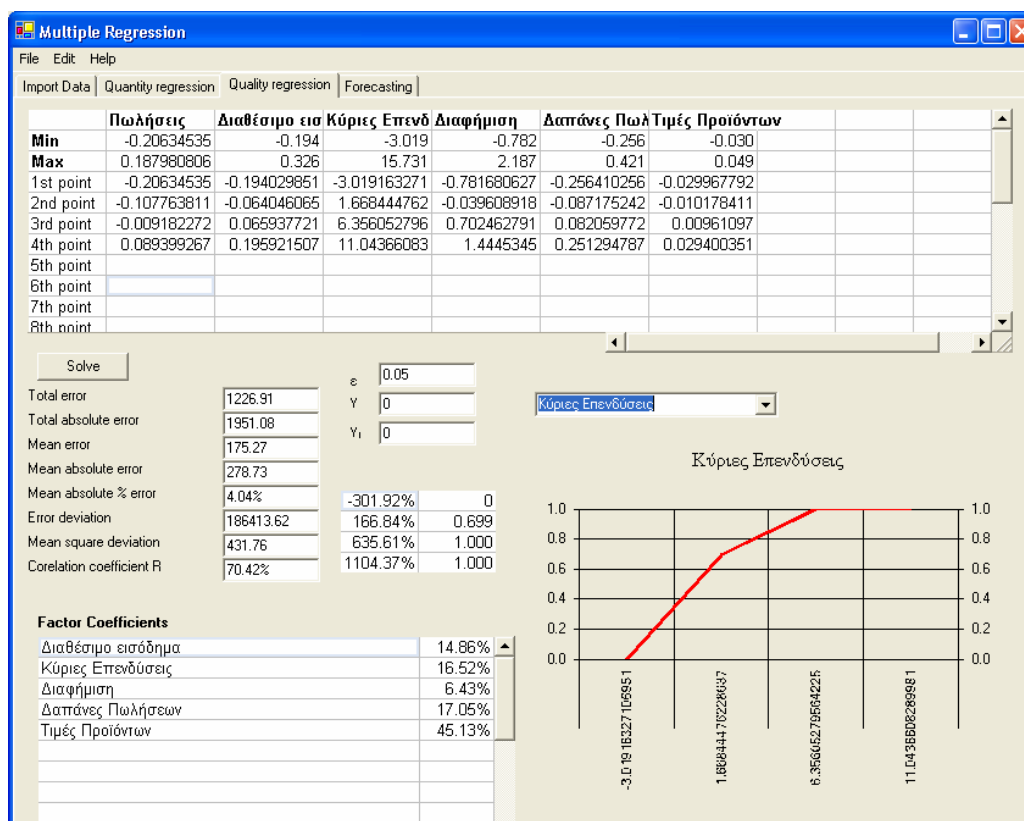 Multiple Regression
File Edit Help
Import Data Quantity regression Quality regression Forecasting
Πωλήσεις Διαθέσιμο εισ Κύριες Επενδ Διαφήμιση Δαπάνες Πωλ Τιμές Προϊόντων
Min -0.20634535 -0.194 -3.019 -0.782 -0.256 -0.030
Max 0.187980806 0.326 15.731 2.187 0.421 0.049
1st point -0.20634535 -0.194029851 -3.019163271 -0.781680627 -0.256410256 -0.029967792
2nd point -0.107763811 -0.064046065 1.668444762 -0.039608918 -0.087175242 -0.010178411
3rd point -0.009182272 0.065937721 6.356052796 0.702462791 0.082059772 0.00961097
4th point 0.089399267 0.195921507 11.04366083 1.4445345 0.251294787 0.029400351
5th point
6th point
7th point
8th point
Solve
Total error 1226.91
Total absolute error 1951.08
Mean error 175.27
Mean absolute error 278.73
Mean absolute % error 4.04%
Error deviation 186413.62
Mean square deviation 431.76
Corelation coefficient R 70.42%
ε 0.05
Y 0
Y₁ 0
-301.92% 0
166.84% 0.699
635.61% 1.000
1104.37% 1.000
Factor Coefficients
Διαθέσιμο εισόδημα 14.86%
Κύριες Επενδύσεις 16.52%
Διαφήμιση 6.43%
Δαπάνες Πωλήσεων 17.05%
Τιμές Προϊόντων 45.13%
Κύριες Επενδύσεις
Κύριες Επενδύσεις
1.0 1.0
0.8 0.8
0.6 0.6
0.4 0.4
0.2 0.2
0.0 0.0